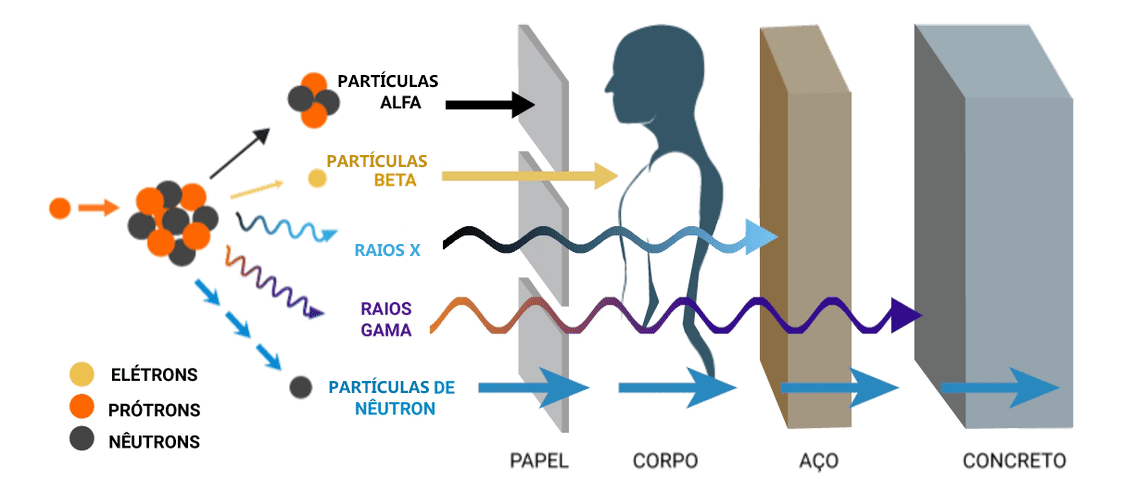 PARTÍCULAS
ALFA
PARTÍCULAS
BETA
RAIOS X
RAIOS
GAMA
PARTÍCULAS DE
NÊUTRON
ELÉTRONS
PRÓTRONS
NÊUTRONS
PAPEL
CORPO
AÇO
CONCRETO